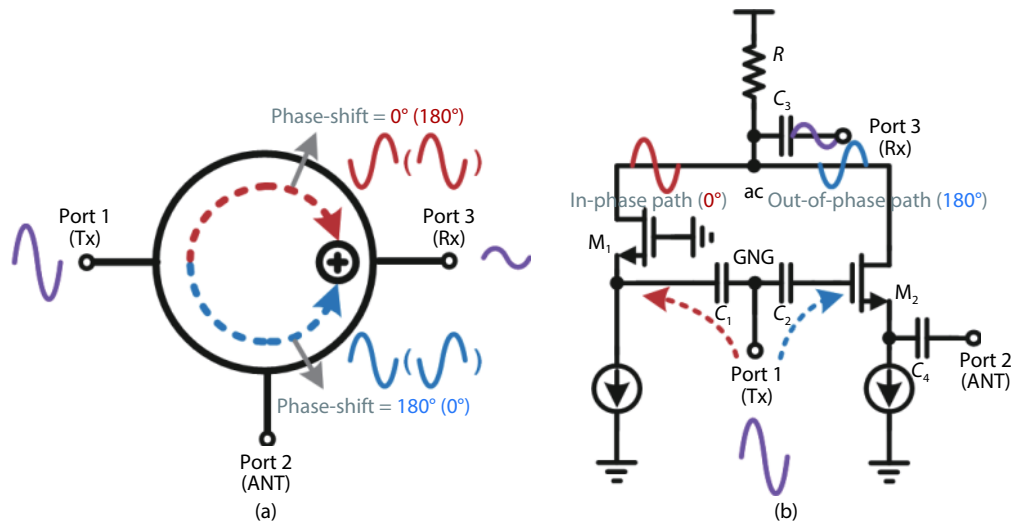 Phase-shift = 0° (180°)
Port 1
(Tx)
Port 3
(Rx)
Phase-shift = 180° (0°)
Port 2
(ANT)
(a)
R
C3
Port 3
(Rx)
ac
In-phase path (0°)
Out-of-phase path (180°)
M1
GNG
C1
C2
M2
Port 1
(Tx)
C4
Port 2
(ANT)
(b)